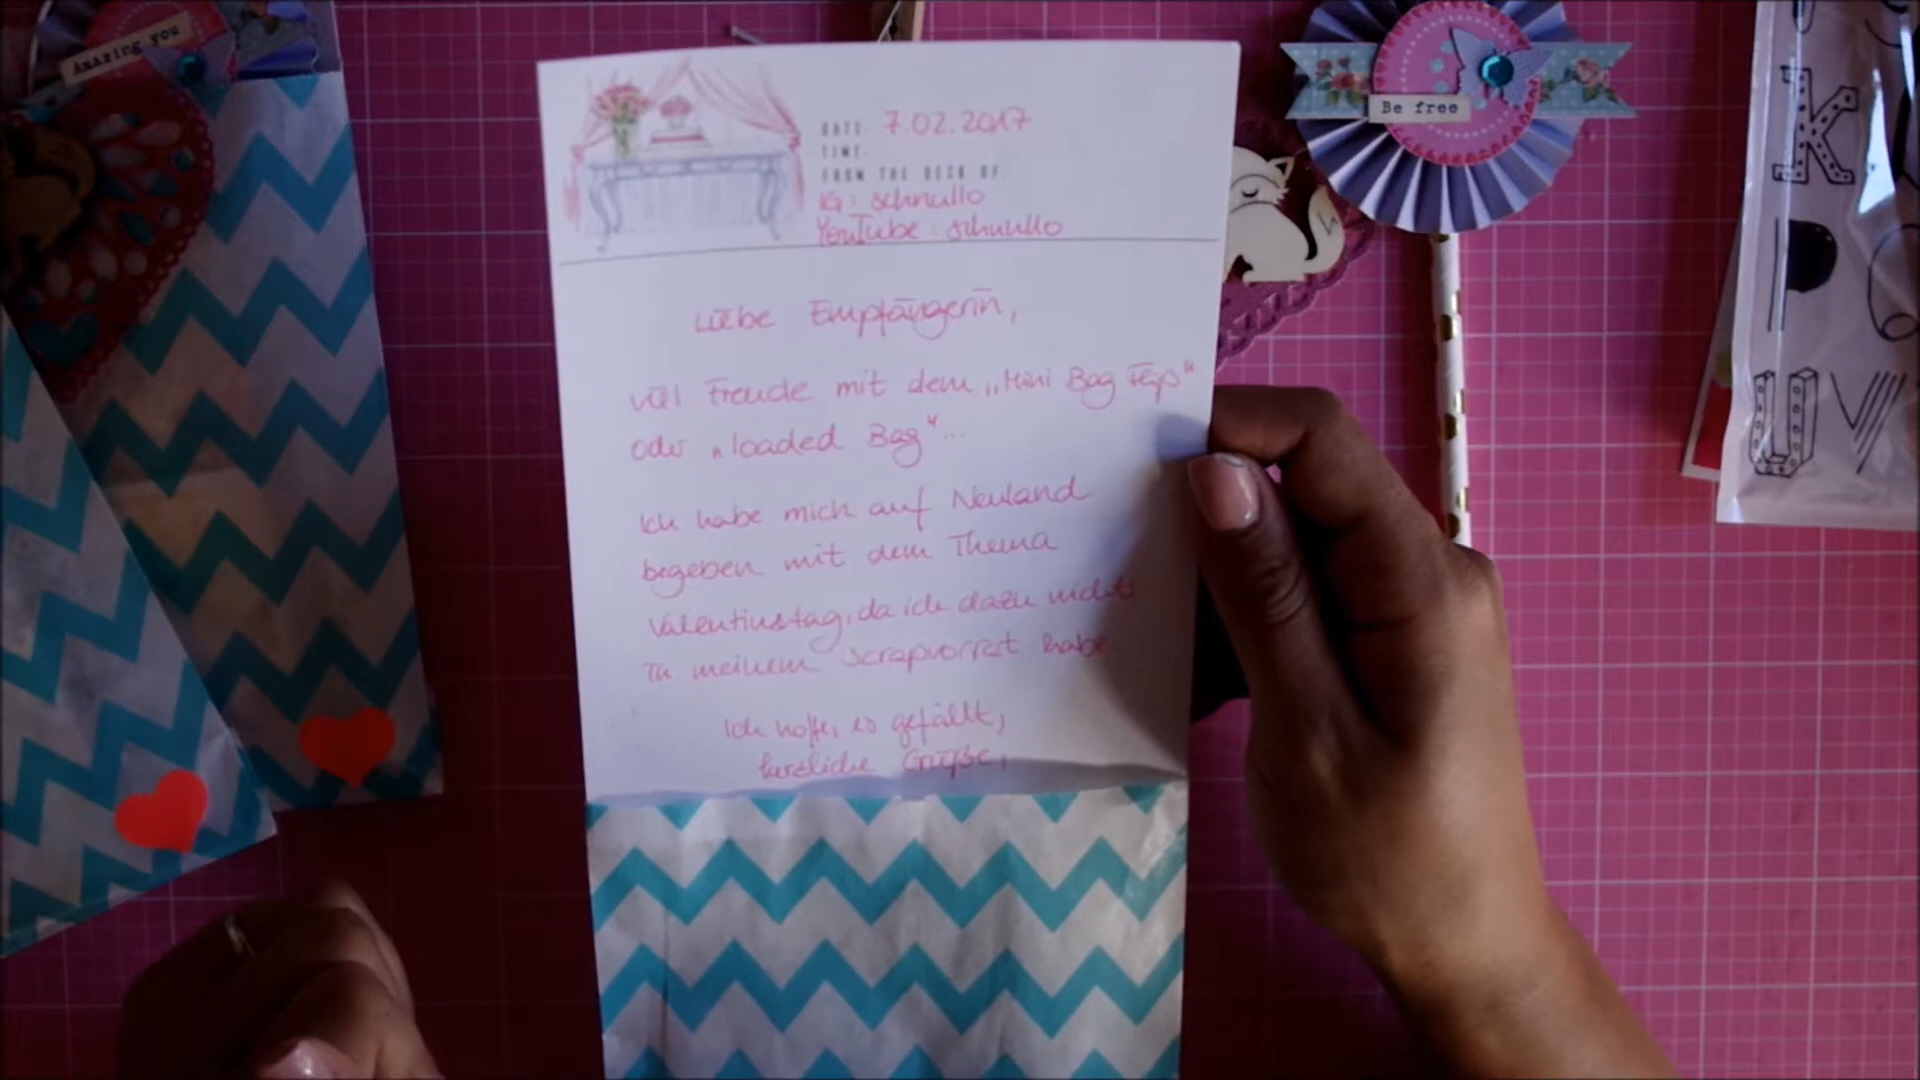 Amazing you
DATE: 7.02.2017
TIME:
FROM THE DESK OF:
IG: schnullo
YouTube: schnullo
Liebe Empfängerin,
viel Freude mit dem „Mini Bag
oder „loaded Bag“...
Ich habe mich auf Neuland
begeben mit dem Thema
Valentinstag, da ich dazu nichts
in meinem Scrapvorrat habe
Ich hoffe, es gefällt,
herzliche Grüße,
Be free
K
P
U V